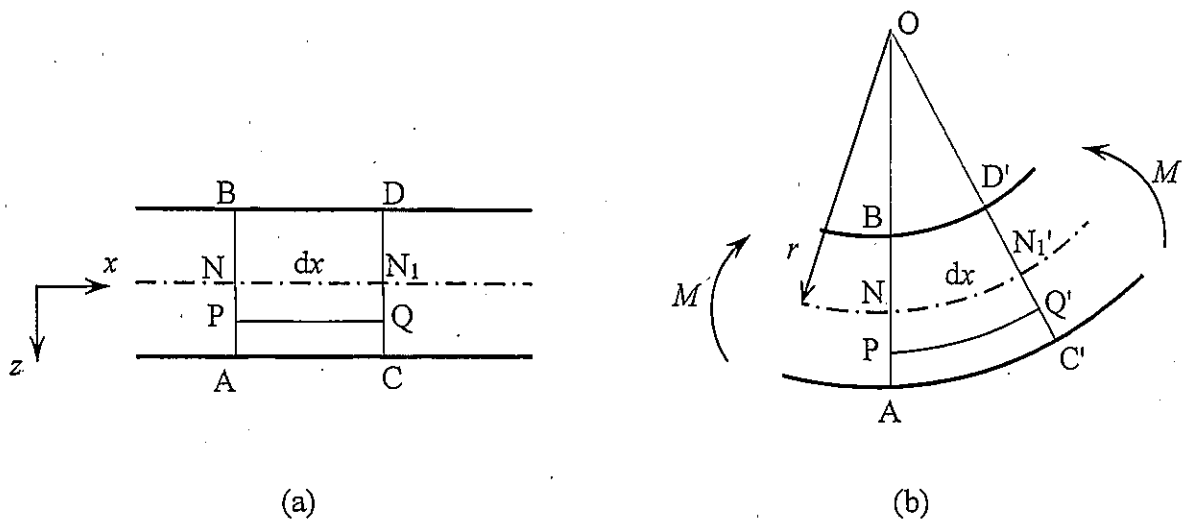 B D
x N dx N₁
P Q
z
A C
(a)
O
D'
M
B
r N₁'
N dx
M Q'
P
C'
A
(b)